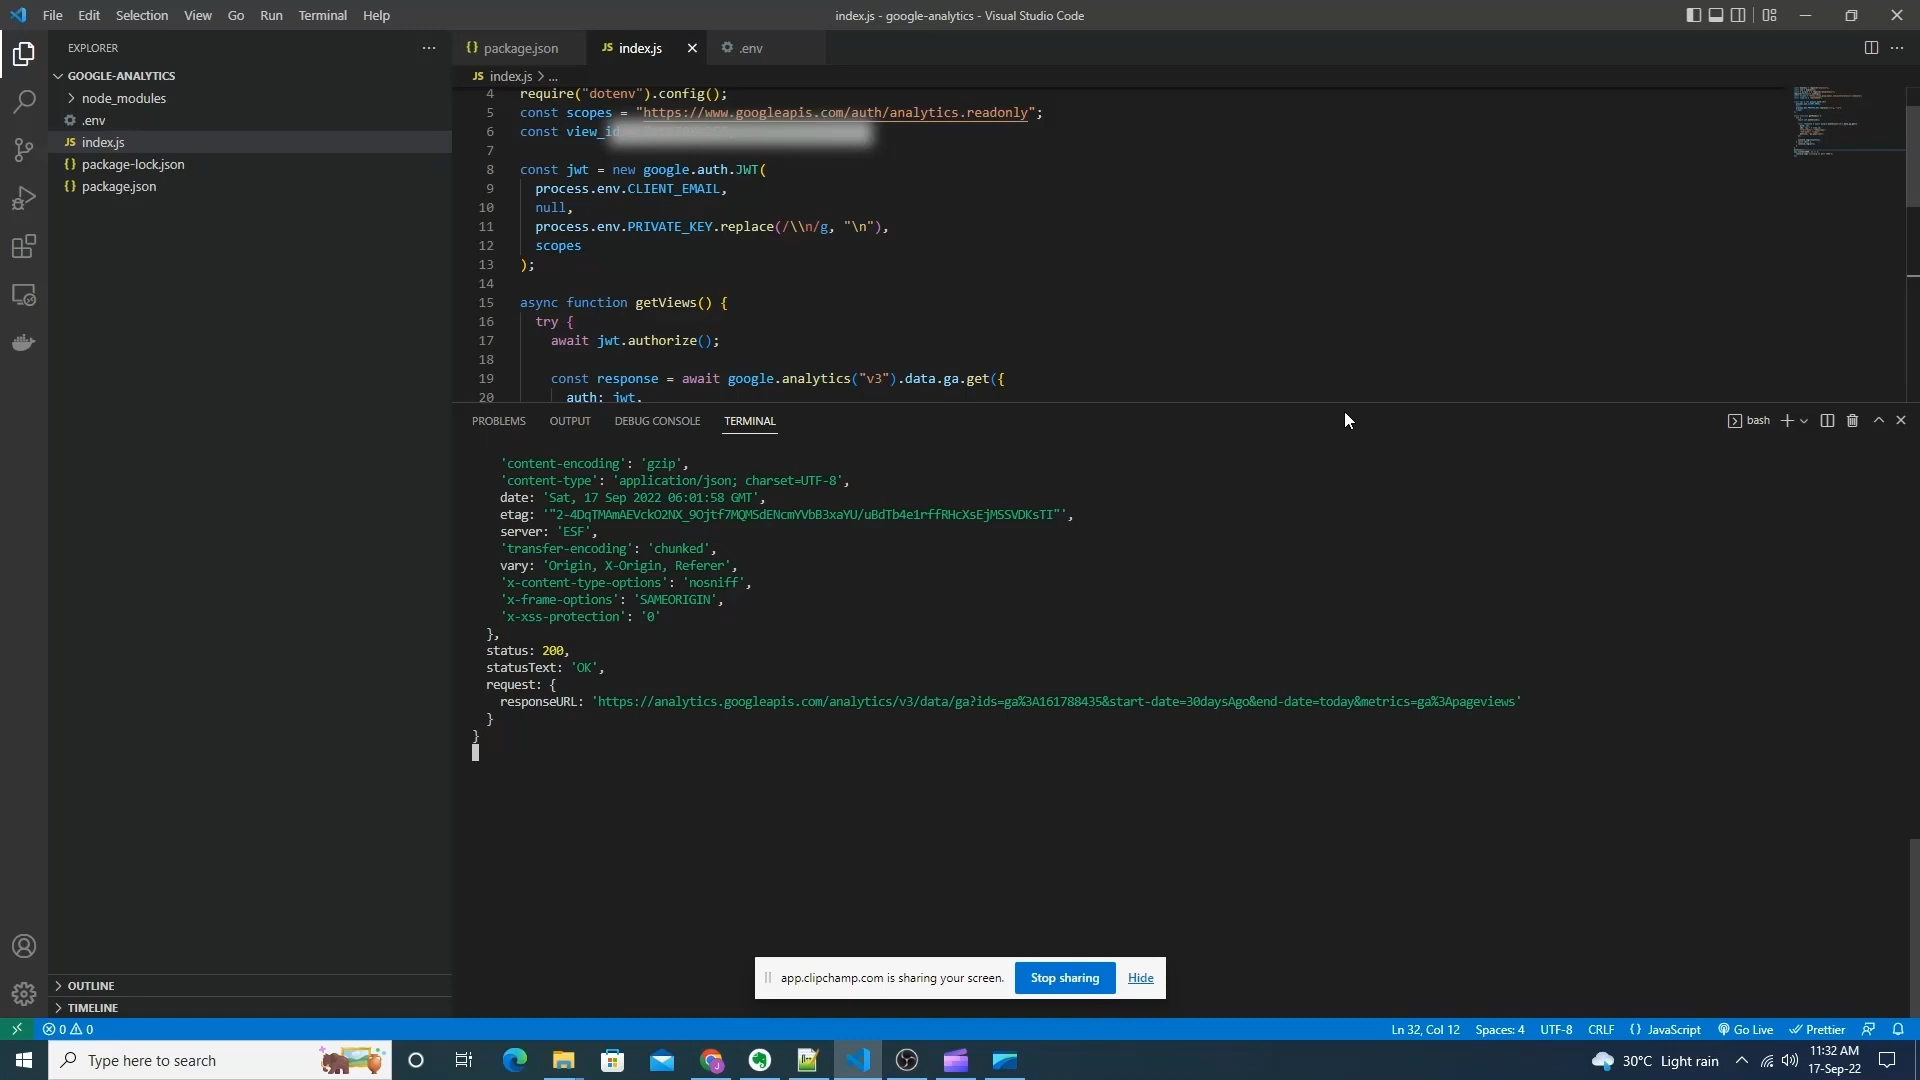 File Edit Selection View Go Run Terminal Help
index.js - google-analytics - Visual Studio Code
EXPLORER
GOOGLE-ANALYTICS
node_modules
.env
JS index.js
{} package-lock.json
{} package.json
OUTLINE
TIMELINE
{} package.json
JS index.js
.env
JS index.js > ...
4 require("dotenv").config();
5 const scopes = "https://www.googleapis.com/auth/analytics.readonly";
6 const view_id
7
8 const jwt = new google.auth.JWT(
9 process.env.CLIENT_EMAIL,
10 null,
11 process.env.PRIVATE_KEY.replace(/\\n/g, "\n"),
12 scopes
13 );
14
15 async function getViews() {
16 try {
17 await jwt.authorize();
18
19 const response = await google.analytics("v3").data.ga.get({
20 auth: jwt,
PROBLEMS OUTPUT DEBUG CONSOLE TERMINAL
bash
'content-encoding': 'gzip',
'content-type': 'application/json; charset=UTF-8',
date: 'Sat, 17 Sep 2022 06:01:58 GMT',
etag: '"2-4DqTMAmAEVckO2NX_9Ojtf7MQMSdENcmYVbB3xaYU/uBdTb4e1rffRHcXsEjMSSVDKsTI"',
server: 'ESF',
'transfer-encoding': 'chunked',
vary: 'Origin, X-Origin, Referer',
'x-content-type-options': 'nosniff',
'x-frame-options': 'SAMEORIGIN',
'x-xss-protection': '0'
},
status: 200,
statusText: 'OK',
request: {
responseURL: 'https://analytics.googleapis.com/analytics/v3/data/ga?ids=ga%3A161788435&start-date=30daysAgo&end-date=today&metrics=ga%3Apageviews'
}
}
app.clipchamp.com is sharing your screen. Stop sharing Hide
0 0
Ln 32, Col 12 Spaces: 4 UTF-8 CRLF {} JavaScript Go Live Prettier
Type here to search
30°C Light rain
11:32 AM
17-Sep-22